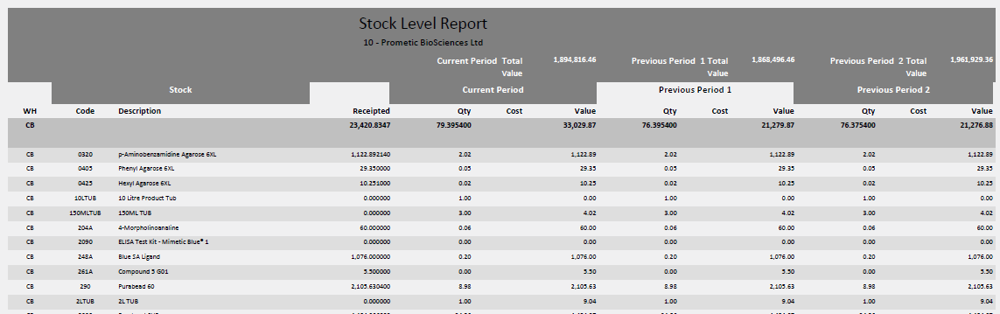 Stock Level Report
10 - Prometic BioSciences Ltd
Current Period Total Value 1,894,816.46 Previous Period 1 Total Value 1,868,496.46 Previous Period 2 Total Value 1,961,929.36
Stock Current Period Previous Period 1 Previous Period 2
WH Code Description Receipted Qty Cost Value Qty Cost Value Qty Cost Value
CB 23,420.8347 79.395400 33,029.87 76.395400 21,279.87 76.375400 21,276.88
CB 0320 p-Aminobenzamidine Agarose 6XL 1,122.892140 2.02 1,122.89 2.02 1,122.89 2.02 1,122.89
CB 0405 Phenyl Agarose 6XL 29.350000 0.05 29.35 0.05 29.35 0.05 29.35
CB 0425 Hexyl Agarose 6XL 10.251000 0.02 10.25 0.02 10.25 0.02 10.25
CB 10LTUB 10 Litre Product Tub 0.000000 1.00 0.00 1.00 0.00 1.00 0.00
CB 150MLTUB 150ML TUB 0.000000 3.00 4.02 3.00 4.02 3.00 4.02
CB 204A 4-Morpholinoanaline 60.000000 0.06 60.00 0.06 60.00 0.06 60.00
CB 2090 ELISA Test Kit - Mimetic Blue® 1 0.000000 0.00 0.00 0.00 0.00 0.00 0.00
CB 248A Blue SA Ligand 1,076.000000 0.20 1,076.00 0.20 1,076.00 0.20 1,076.00
CB 261A Compound 5 G01 5.500000 0.00 5.50 0.00 5.50 0.00 5.50
CB 290 Purabead 60 2,105.630400 8.98 2,105.63 8.98 2,105.63 8.98 2,105.63
CB 2LTUB 2L TUB 0.000000 1.00 9.04 1.00 9.04 1.00 9.04